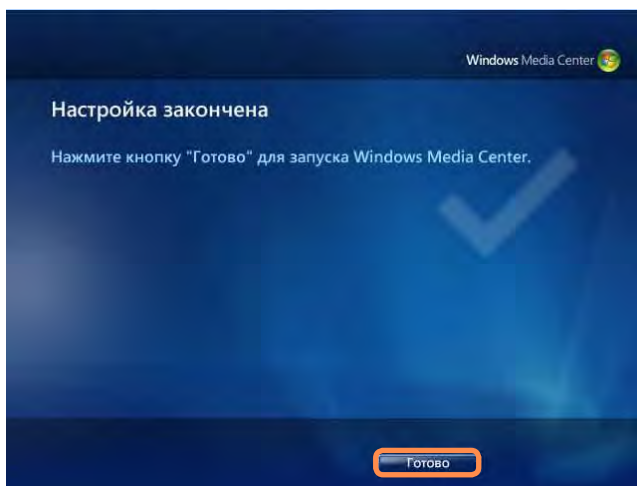 Windows Media Center
Настройка закончена
Нажмите кнопку "Готово" для запуска Windows Media Center.
Готово